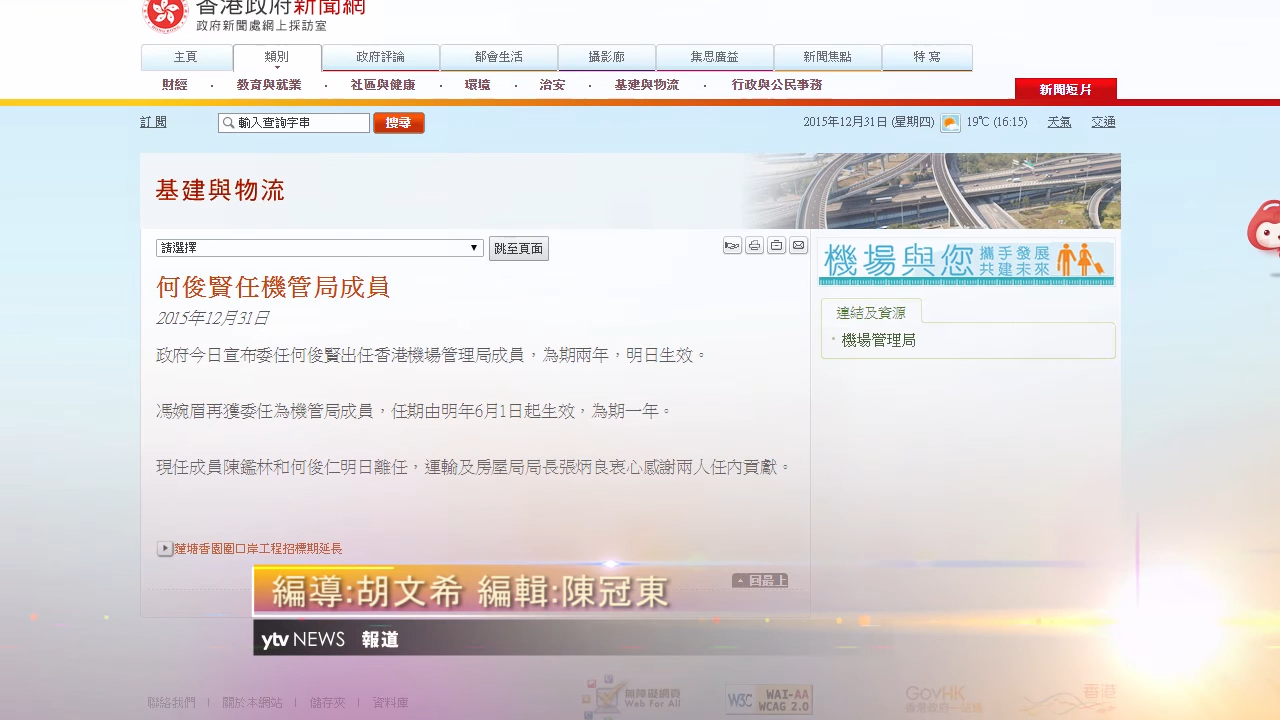 香港政府新聞網
政府新聞處網上採訪室
主頁 類別 政府評論 都會生活 攝影廊 集思廣益 新聞焦點 特 寫
財經 · 教育與就業 · 社區與健康 · 環境 · 治安 · 基建與物流 · 行政與公民事務
新聞短片
訂 閱 輸入查詢字串 搜尋 2015年12月31日 (星期四) 19℃ (16:15) 天氣 交通
基建與物流
請選擇 跳至頁面
機場與您 攜手發展
共建未來
何俊賢任機管局成員
2015年12月31日
連結及資源
機場管理局
政府今日宣布委任何俊賢出任香港機場管理局成員，為期兩年，明日生效。
馮婉眉再獲委任為機管局成員，任期由明年6月1日起生效，為期一年。
現任成員陳鑑林和何俊仁明日離任，運輸及房屋局局長張炳良衷心感謝兩人任內貢獻。
蓮塘香園圍口岸工程招標期延長
回最上
編導:胡文希 編輯:陳冠東
ytv NEWS 報道
聯絡我們 | 關於本網站 | 儲存夾 | 資料庫
無障礙網頁
Web For All
W3C WAI-AA
WCAG 2.0
GovHK
香港政府一站通
香港